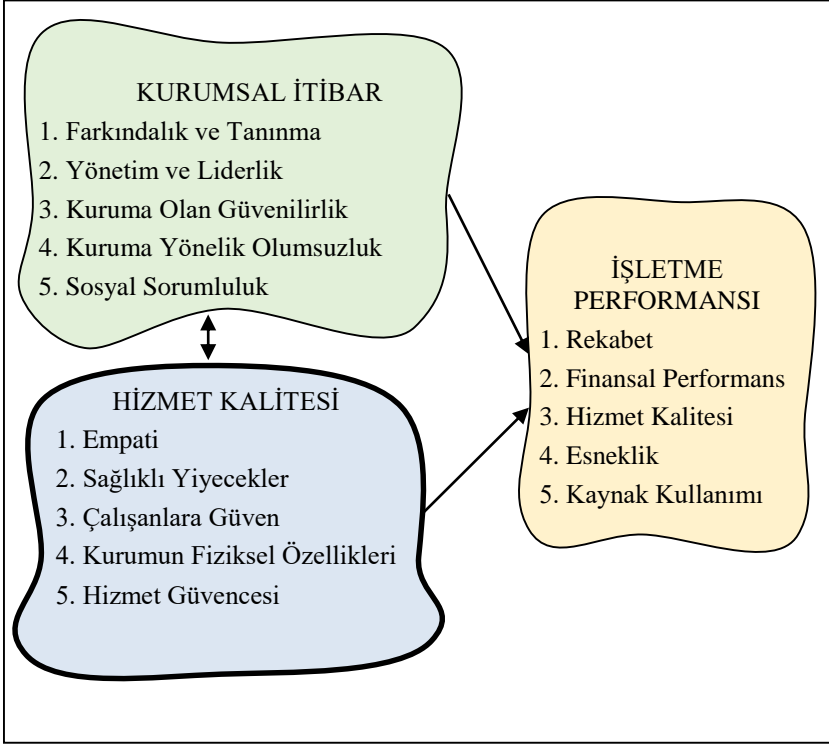 KURUMSAL İTİBAR
1. Farkındalık ve Tanınma
2. Yönetim ve Liderlik
3. Kuruma Olan Güvenilirlik
4. Kuruma Yönelik Olumsuzluk
5. Sosyal Sorumluluk
HİZMET KALİTESİ
1. Empati
2. Sağlıklı Yiyecekler
3. Çalışanlara Güven
4. Kurumun Fiziksel Özellikleri
5. Hizmet Güvencesi
İŞLETME
PERFORMANSI
1. Rekabet
2. Finansal Performans
3. Hizmet Kalitesi
4. Esneklik
5. Kaynak Kullanımı